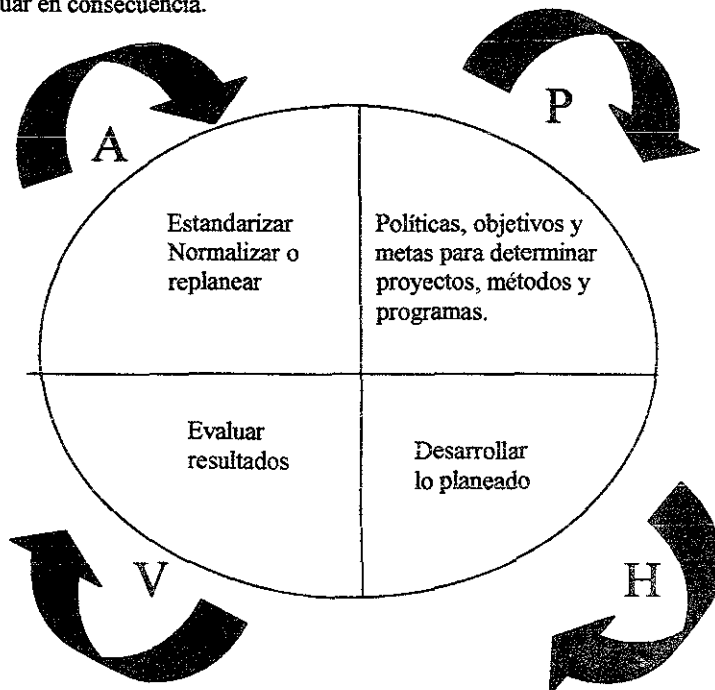 uar en consecuencia.
A
P
Estandarizar
Normalizar o
replanear
Políticas, objetivos y
metas para determinar
proyectos, métodos y
programas.
Evaluar
resultados
Desarrollar
lo planeado
V
H